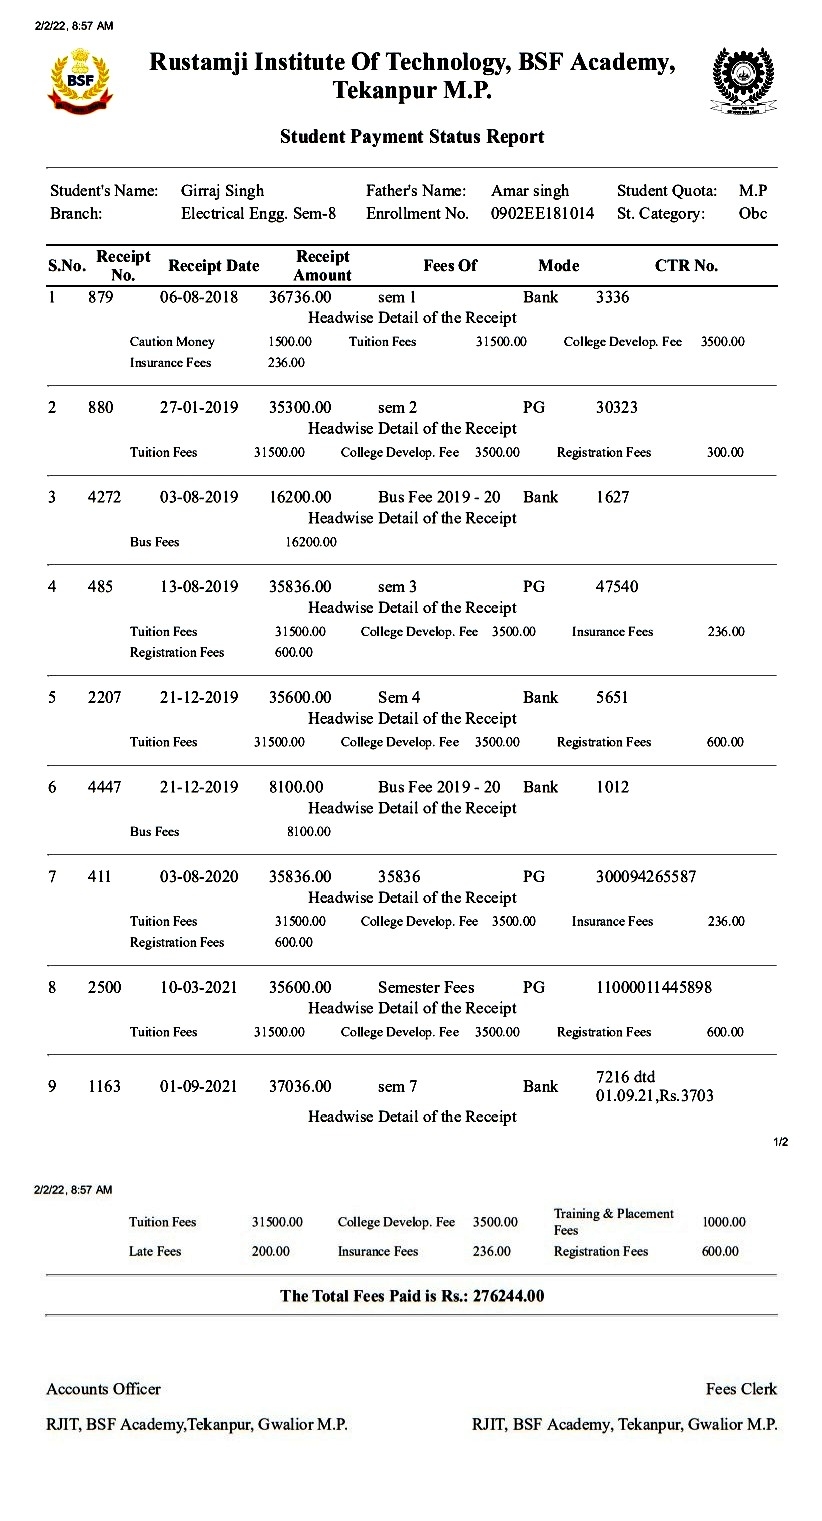 2/2/22, 8:57 AM
BSF
Rustamji Institute Of Technology, BSF Academy,
Tekanpur M.P.
Student Payment Status Report
Student's Name: Girraj Singh Father's Name: Amar singh Student Quota: M.P
Branch: Electrical Engg. Sem-8 Enrollment No. 0902EE181014 St. Category: Obc
S.No. Receipt No. Receipt Date Receipt Amount Fees Of Mode CTR No.
1 879 06-08-2018 36736.00 sem 1 Bank 3336
Headwise Detail of the Receipt
Caution Money 1500.00 Tuition Fees 31500.00 College Develop. Fee 3500.00
Insurance Fees 236.00
2 880 27-01-2019 35300.00 sem 2 PG 30323
Headwise Detail of the Receipt
Tuition Fees 31500.00 College Develop. Fee 3500.00 Registration Fees 300.00
3 4272 03-08-2019 16200.00 Bus Fee 2019 - 20 Bank 1627
Headwise Detail of the Receipt
Bus Fees 16200.00
4 485 13-08-2019 35836.00 sem 3 PG 47540
Headwise Detail of the Receipt
Tuition Fees 31500.00 College Develop. Fee 3500.00 Insurance Fees 236.00
Registration Fees 600.00
5 2207 21-12-2019 35600.00 Sem 4 Bank 5651
Headwise Detail of the Receipt
Tuition Fees 31500.00 College Develop. Fee 3500.00 Registration Fees 600.00
6 4447 21-12-2019 8100.00 Bus Fee 2019 - 20 Bank 1012
Headwise Detail of the Receipt
Bus Fees 8100.00
7 411 03-08-2020 35836.00 35836 PG 300094265587
Headwise Detail of the Receipt
Tuition Fees 31500.00 College Develop. Fee 3500.00 Insurance Fees 236.00
Registration Fees 600.00
8 2500 10-03-2021 35600.00 Semester Fees PG 11000011445898
Headwise Detail of the Receipt
Tuition Fees 31500.00 College Develop. Fee 3500.00 Registration Fees 600.00
9 1163 01-09-2021 37036.00 sem 7 Bank 7216 dtd
01.09.21,Rs.3703
Headwise Detail of the Receipt
1/2
2/2/22, 8:57 AM
Tuition Fees 31500.00 College Develop. Fee 3500.00 Training & Placement Fees 1000.00
Late Fees 200.00 Insurance Fees 236.00 Registration Fees 600.00
The Total Fees Paid is Rs.: 276244.00
Accounts Officer Fees Clerk
RJIT, BSF Academy,Tekanpur, Gwalior M.P. RJIT, BSF Academy, Tekanpur, Gwalior M.P.